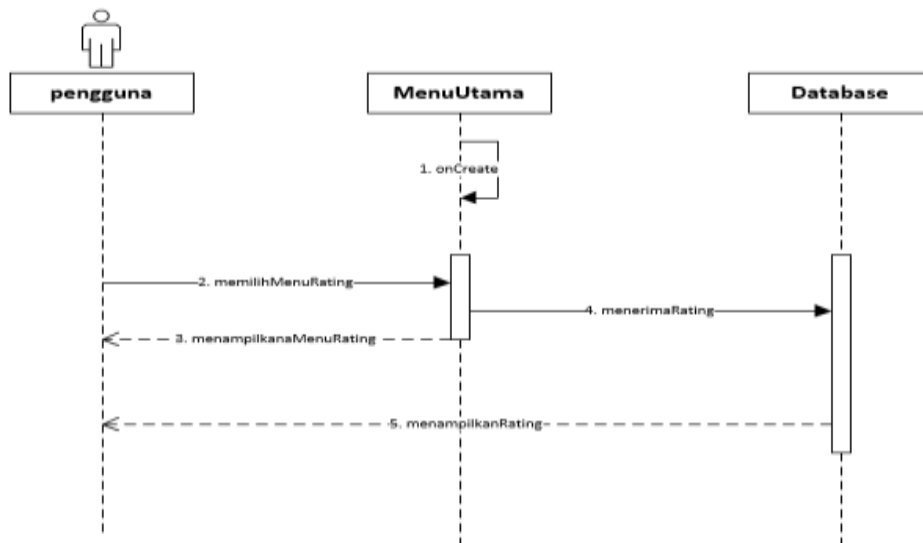 pengguna
MenuUtama
Database
1. onCreate
2. memilihMenuRating
4. menerimaRating
3. menampilkanaMenuRating
5. menampilkanRating